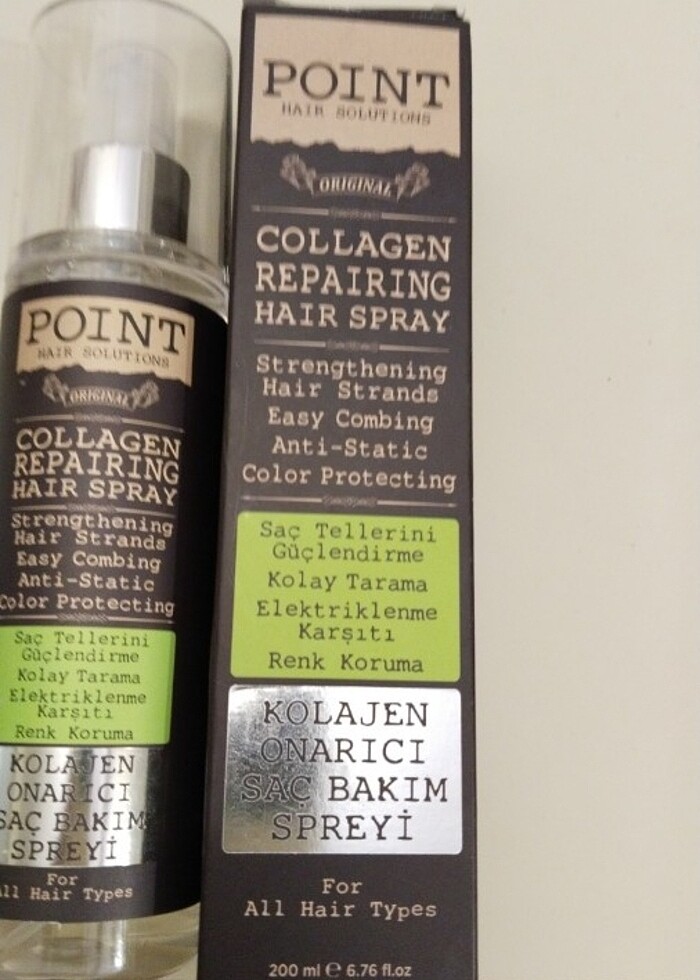 POINT
HAIR SOLUTIONS
ORIGINAL
COLLAGEN
REPAIRING
HAIR SPRAY
Strengthening
Hair Strands
Easy Combing
Anti-Static
Color Protecting
Saç Tellerini
Güçlendirme
Kolay Tarama
Elektriklenme
Karşıtı
Renk Koruma
KOLAJEN
ONARICI
SAÇ BAKIM
SPREYİ
For
All Hair Types
POINT
HAIR SOLUTIONS
ORIGINAL
COLLAGEN
REPAIRING
HAIR SPRAY
Strengthening
Hair Strands
Easy Combing
Anti-Static
Color Protecting
Saç Tellerini
Güçlendirme
Kolay Tarama
Elektriklenme
Karşıtı
Renk Koruma
KOLAJEN
ONARICI
SAÇ BAKIM
SPREYİ
For
All Hair Types
200 ml ℮ 6.76 fl.oz